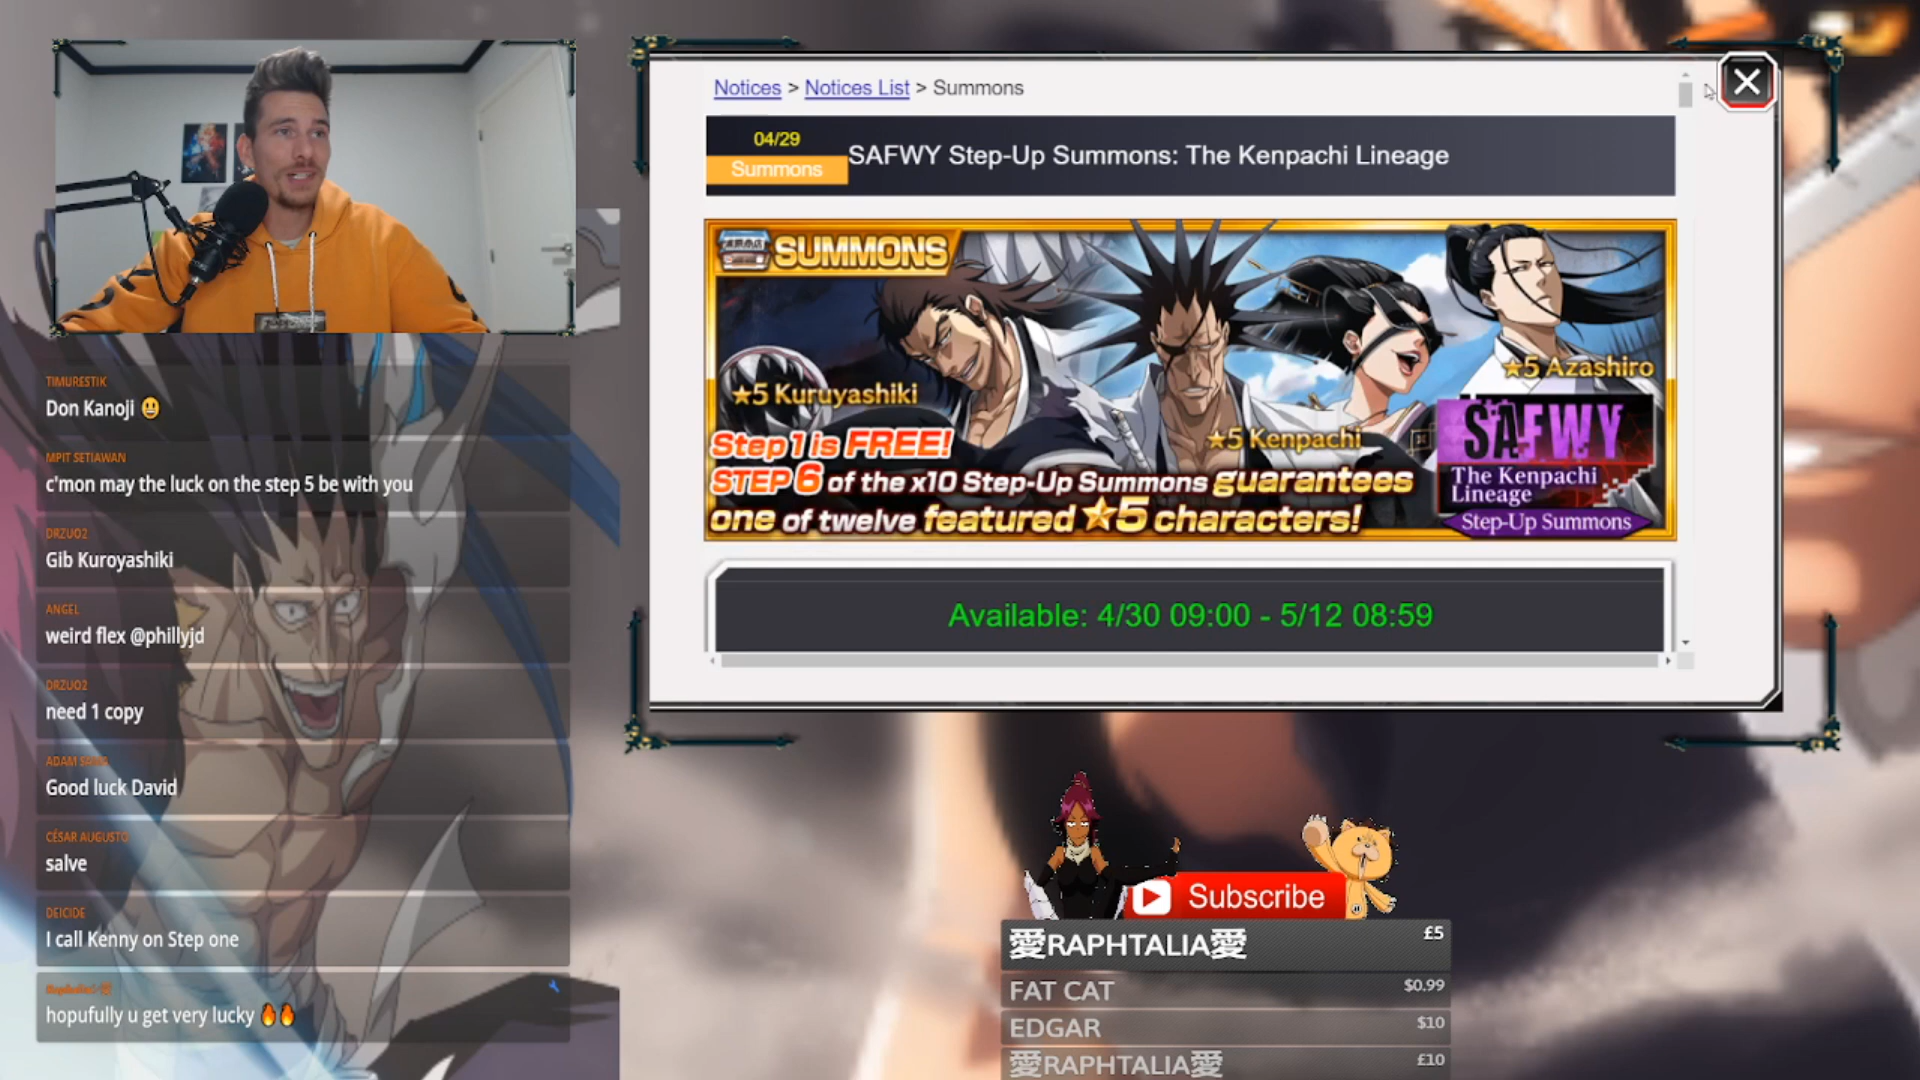 Notices > Notices List > Summons
04/29
Summons
SAFWY Step-Up Summons: The Kenpachi Lineage
SUMMONS
★5 Kuruyashiki
★5 Kenpachi
★5 Azashiro
Step 1 is FREE!
STEP 6 of the x10 Step-Up Summons guarantees
one of twelve featured ★5 characters!
SAFWY
The Kenpachi
Lineage
Step-Up Summons
Available: 4/30 09:00 - 5/12 08:59
TIMURESTIK
Don Kanoji 😃
MPIT SETIAWAN
c'mon may the luck on the step 5 be with you
DRZUO2
Gib Kuroyashiki
ANGEL
weird flex @phillyjd
DRZUO2
need 1 copy
ADAM
Good luck David
CÉSAR AUGUSTO
salve
DEICIDE
I call Kenny on Step one
hopufully u get very lucky 🔥🔥
Subscribe
愛RAPHTALIA愛 £5
FAT CAT $0.99
EDGAR $10
愛RAPHTALIA愛 £10